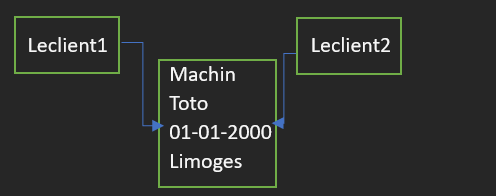 Leclient1
Leclient2
Machin
Toto
01-01-2000
Limoges